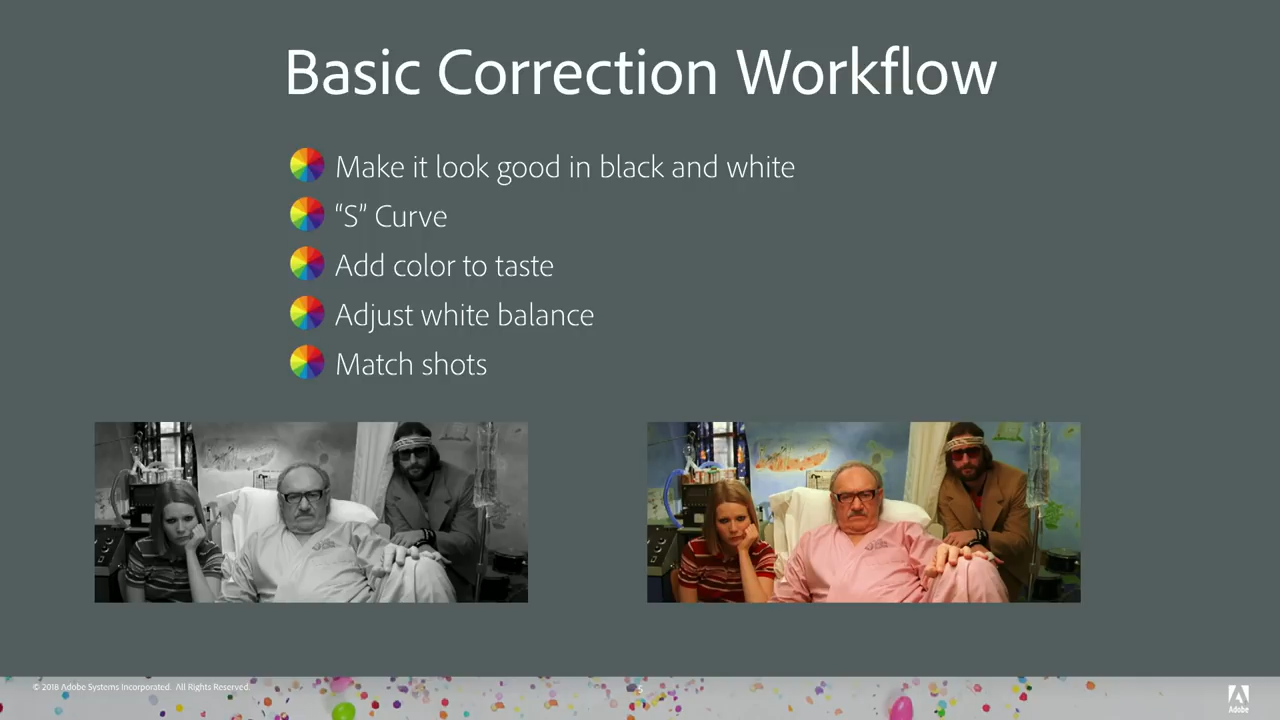 Basic Correction Workflow
Make it look good in black and white
“S” Curve
Add color to taste
Adjust white balance
Match shots
© 2018 Adobe Systems Incorporated. All Rights Reserved.
5
Adobe